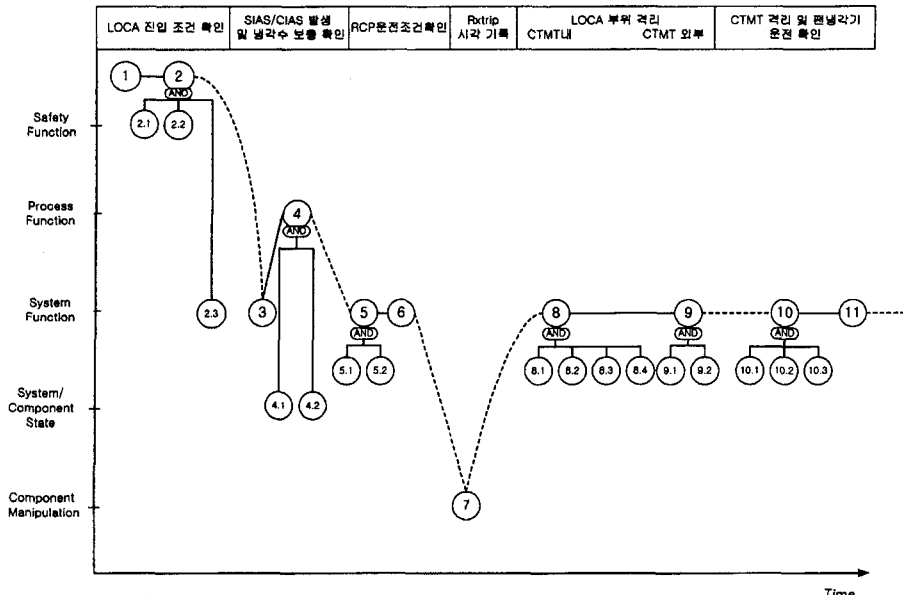 LOCA 진입 조건 확인
SIAS/CIAS 발생
및 냉각수 보충 확인
RCP운전조건확인
Rxtrip
시각 기록
LOCA 부위 격리
CTMT내 CTMT 외부
CTMT 격리 및 팬냉각기
운전 확인
1 2
AND
Safety
Function
2.1 2.2
Process
Function
4
AND
System
Function
2.3 3 5 6 8 9 10 11
AND AND AND AND
5.1 5.2 8.1 8.2 8.3 8.4 9.1 9.2 10.1 10.2 10.3
System/
Component
State
4.1 4.2
Component
Manipulation
7
Time